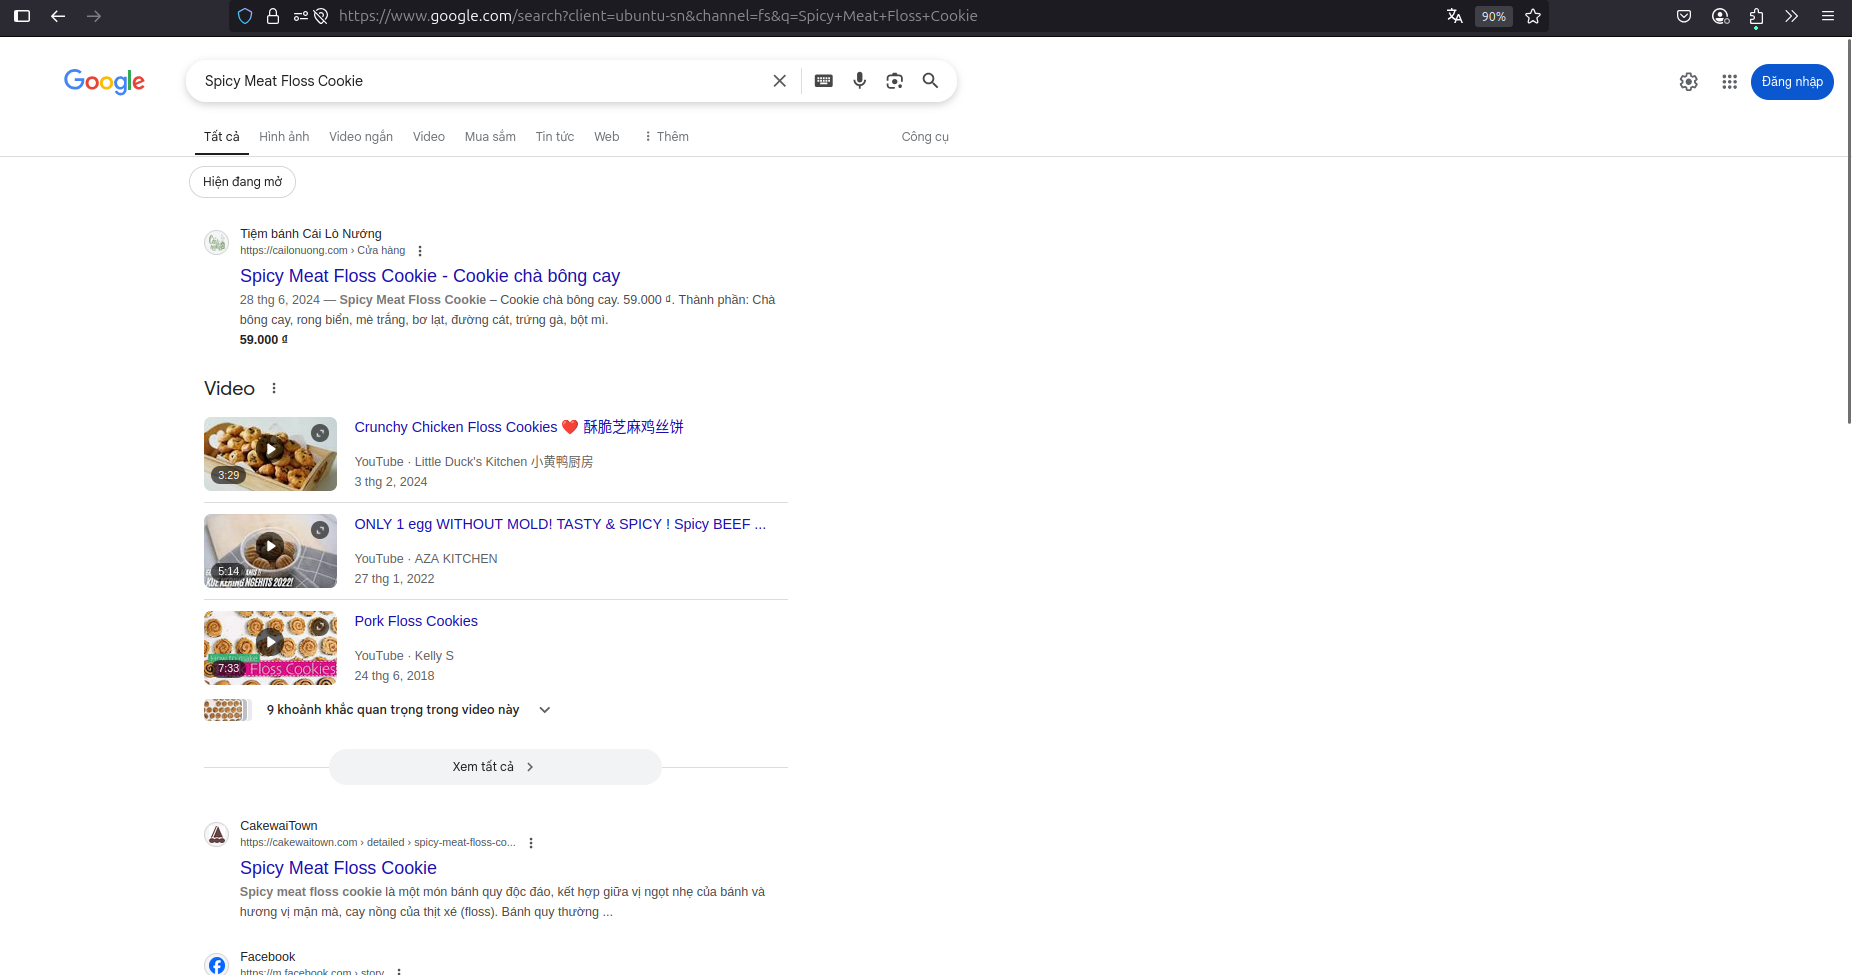 https://www.google.com/search?client=ubuntu-sn&channel=fs&q=Spicy+Meat+Floss+Cookie
90%
Google
Spicy Meat Floss Cookie
Đăng nhập
Tất cả
Hình ảnh
Video ngắn
Video
Mua sắm
Tin tức
Web
Thêm
Công cụ
Hiện đang mở
Tiệm bánh Cái Lò Nướng
https://cailonuong.com › Cửa hàng
Spicy Meat Floss Cookie - Cookie chà bông cay
28 thg 6, 2024 — Spicy Meat Floss Cookie – Cookie chà bông cay. 59.000 ₫. Thành phần: Chà
bông cay, rong biển, mè trắng, bơ lạt, đường cát, trứng gà, bột mì.
59.000 ₫
Video
3:29
Crunchy Chicken Floss Cookies ❤️ 酥脆芝麻鸡丝饼
YouTube · Little Duck's Kitchen 小黄鸭厨房
3 thg 2, 2024
5:14
KUE KERING NGEHITS 2022!
ONLY 1 egg WITHOUT MOLD! TASTY & SPICY ! Spicy BEEF ...
YouTube · AZA KITCHEN
27 thg 1, 2022
How to make
7:33
Floss Cookies
Pork Floss Cookies
YouTube · Kelly S
24 thg 6, 2018
9 khoảnh khắc quan trọng trong video này
Xem tất cả
CakewaiTown
https://cakewaitown.com › detailed › spicy-meat-floss-co...
Spicy Meat Floss Cookie
Spicy meat floss cookie là một món bánh quy độc đáo, kết hợp giữa vị ngọt nhẹ của bánh và
hương vị mặn mà, cay nồng của thịt xé (floss). Bánh quy thường ...
Facebook
https://m.facebook.com › story